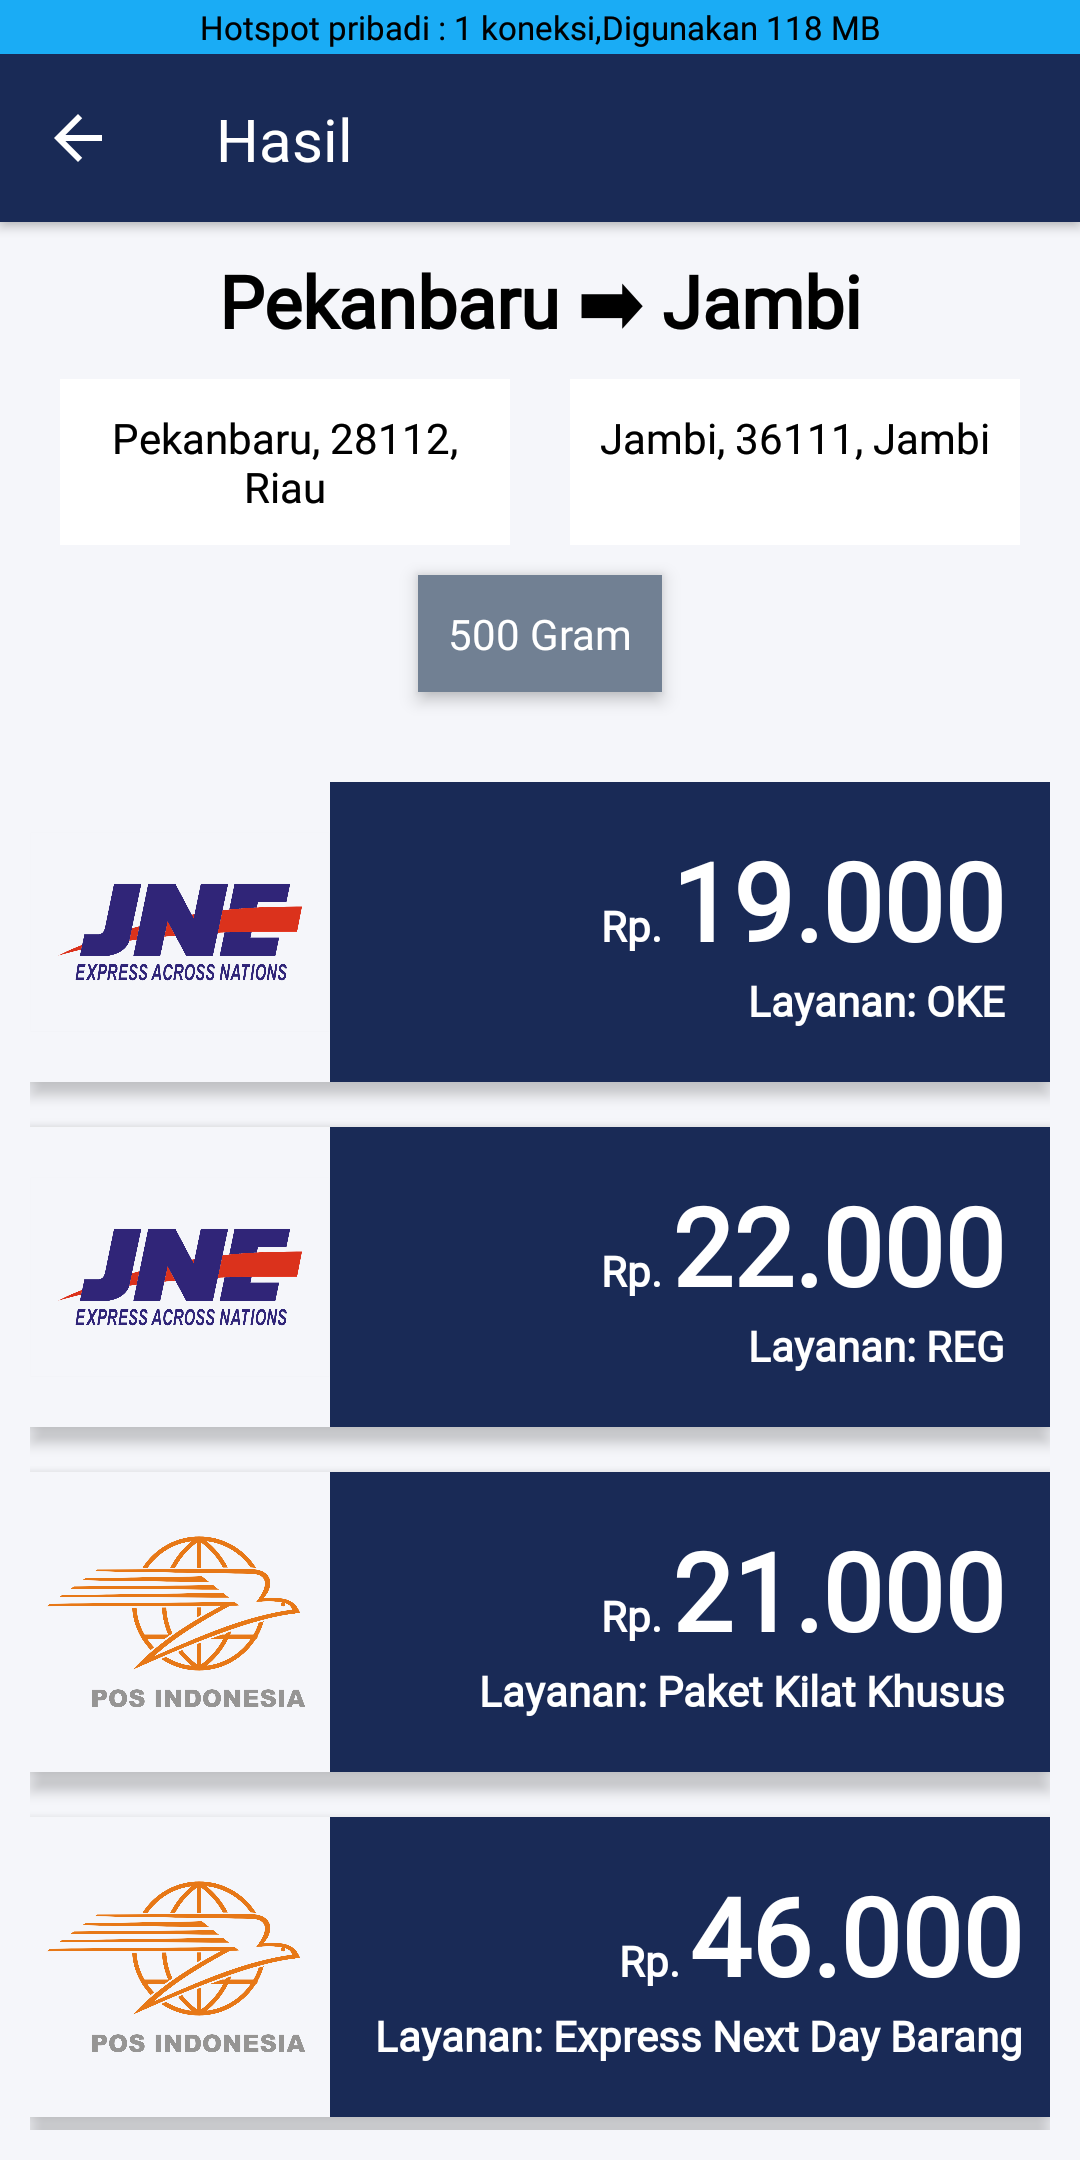 Hotspot pribadi : 1 koneksi,Digunakan 118 MB
Hasil
Pekanbaru ➡ Jambi
Pekanbaru, 28112,
Riau
Jambi, 36111, Jambi
500 Gram
JNE
EXPRESS ACROSS NATIONS
Rp. 19.000
Layanan: OKE
JNE
EXPRESS ACROSS NATIONS
Rp. 22.000
Layanan: REG
POS INDONESIA
Rp. 21.000
Layanan: Paket Kilat Khusus
POS INDONESIA
Rp. 46.000
Layanan: Express Next Day Barang